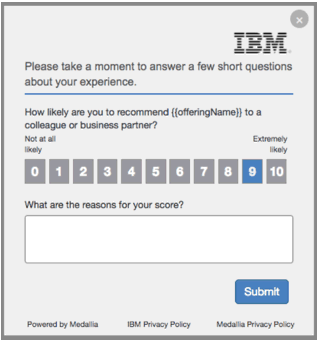 IBM.
Please take a moment to answer a few short questions
about your experience.
How likely are you to recommend {{offeringName}} to a
colleague or business partner?
Not at all Extremely
likely likely
0 1 2 3 4 5 6 7 8 9 10
What are the reasons for your score?
Submit
Powered by Medallia IBM Privacy Policy Medallia Privacy Policy